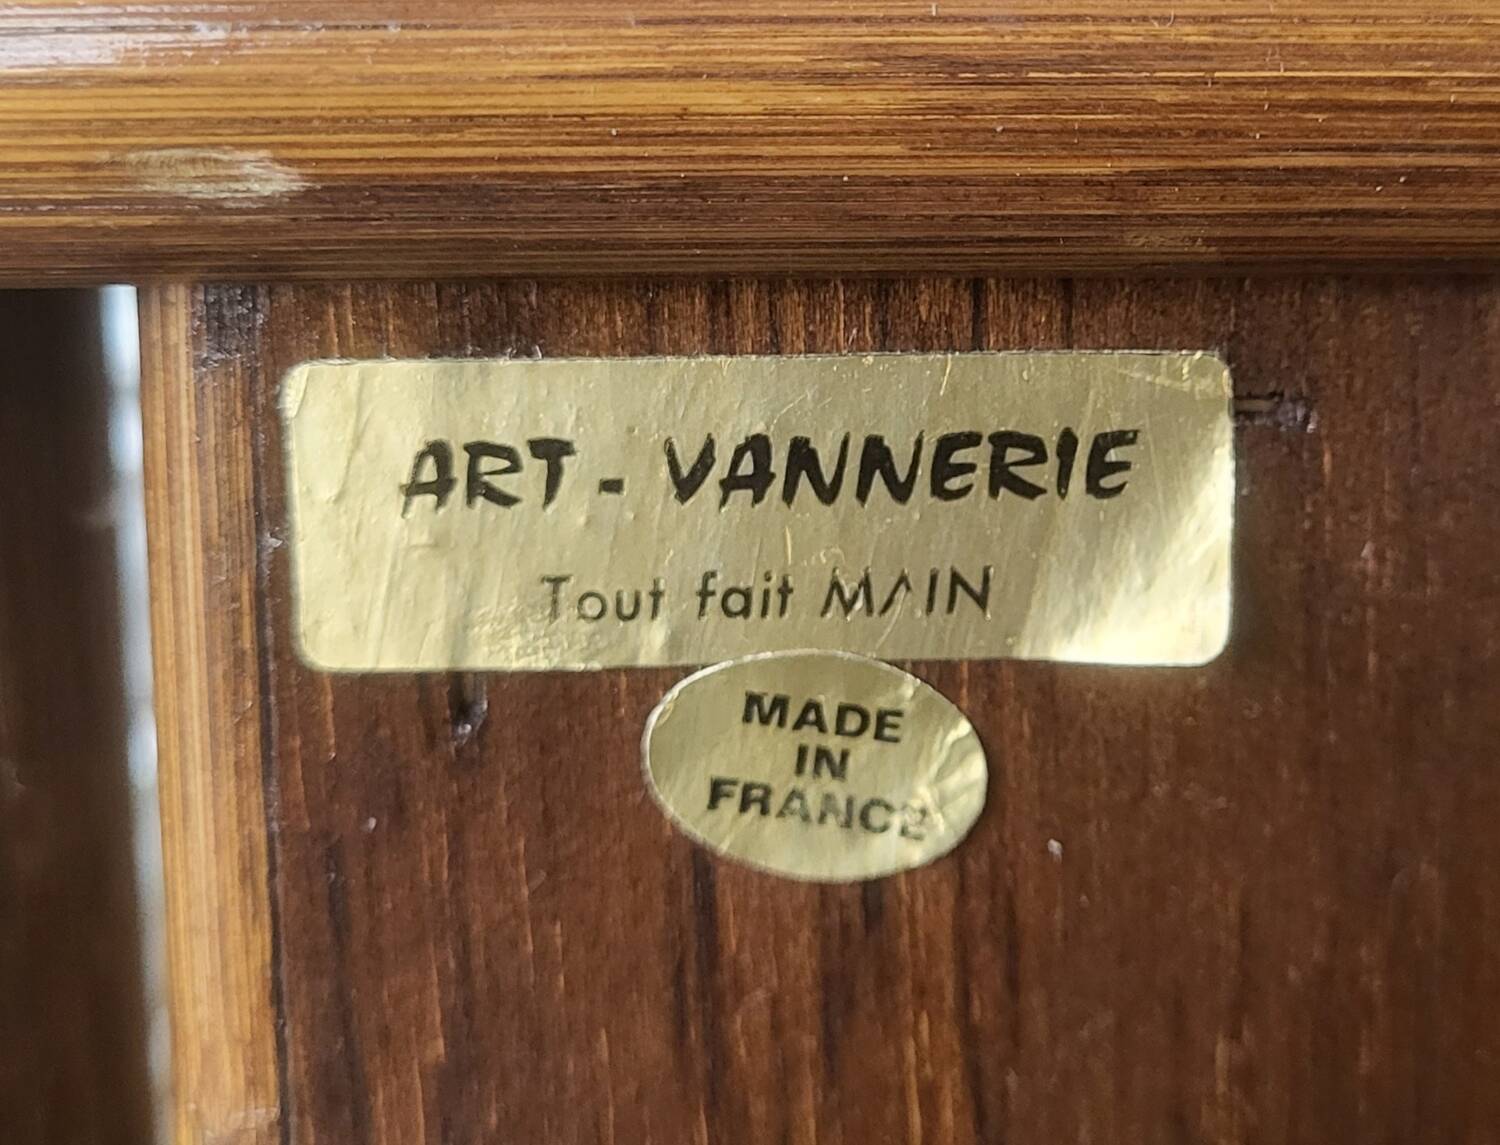 ART - VANNERIE
Tout fait MAIN
MADE
IN
FRANCE